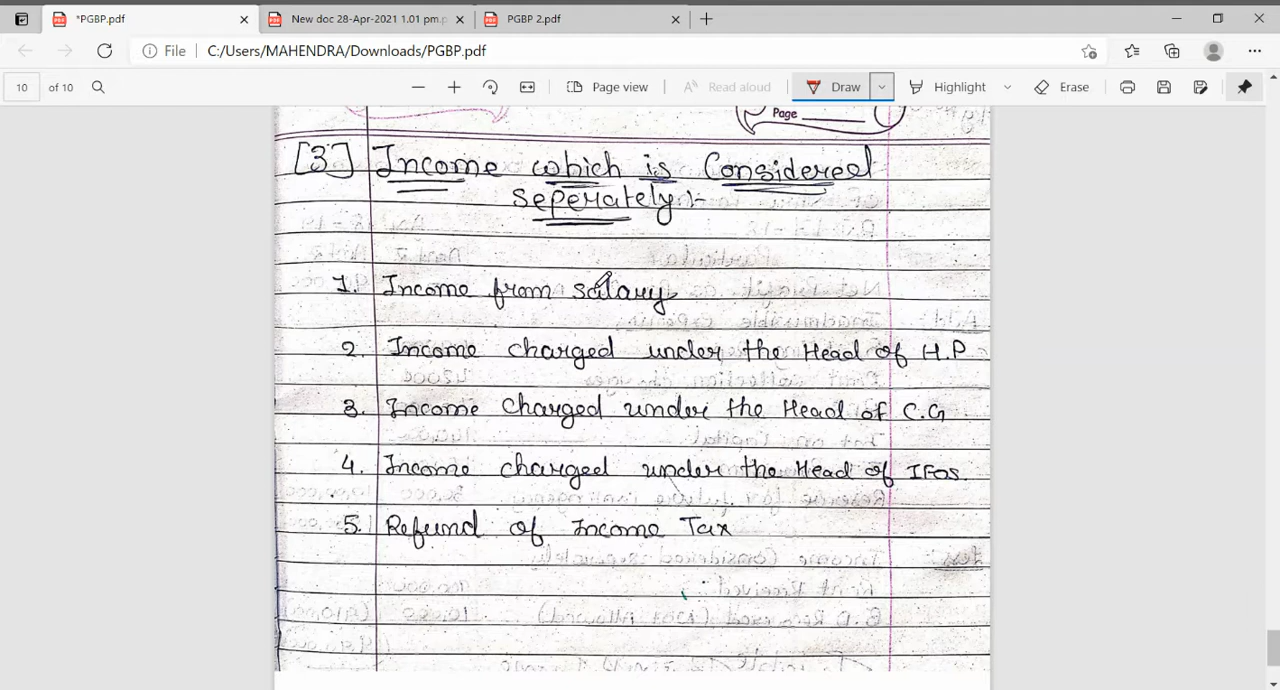 *PGBP.pdf
New doc 28-Apr-2021 1.01 pm.p
PGBP 2.pdf
File C:/Users/MAHENDRA/Downloads/PGBP.pdf
10 of 10 Page view Read aloud Draw Highlight Erase
Page
[3] Income which is Considered
seperately :-
1. Income from salary
2. Income charged under the Head of H.P
3. Income charged under the Head of C.G
4. Income charged under the Head of IFos.
5. Refund of Income Tax